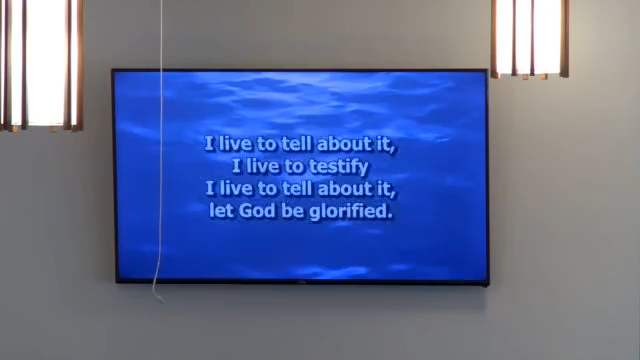 I live to tell about it,
I live to testify
I live to tell about it,
let God be glorified.